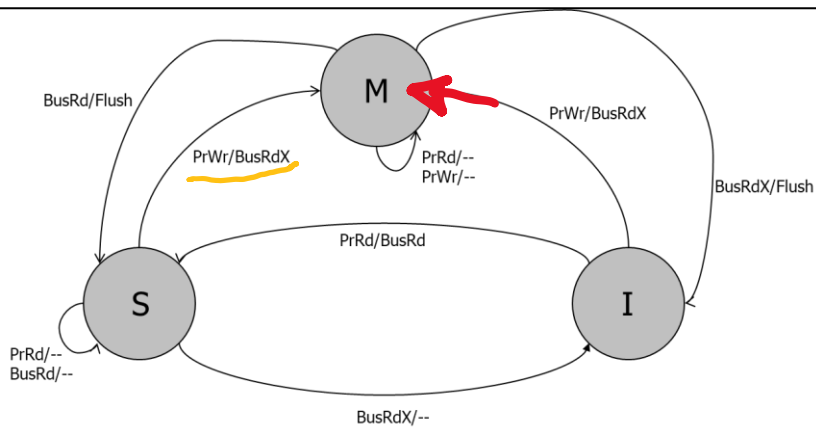 M
BusRd/Flush
PrWr/BusRdX
PrWr/BusRdX
PrRd/--
PrWr/--
BusRdX/Flush
PrRd/BusRd
S
I
PrRd/--
BusRd/--
BusRdX/--